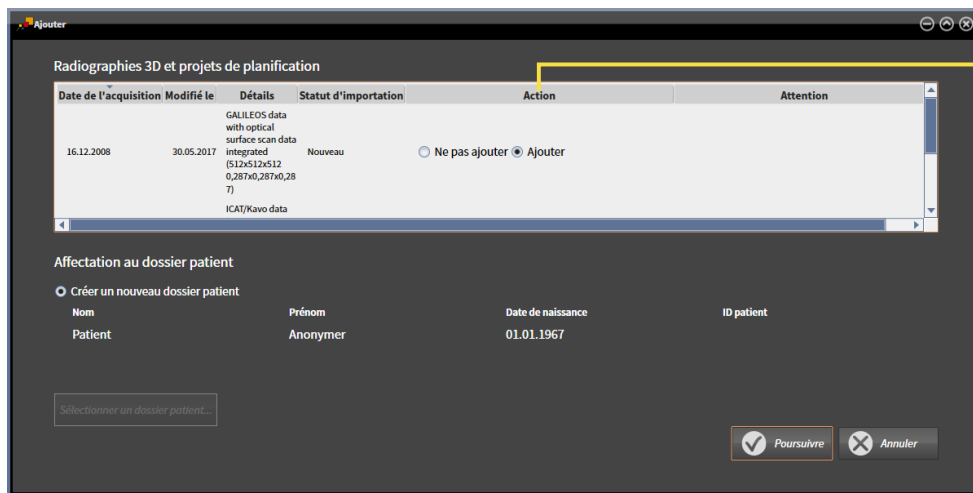 Ajouter
Radiographies 3D et projets de planification
Date de l'acquisition Modifié le Détails Statut d'importation Action Attention
GALILEOS data
with optical
surface scan data
16.12.2008 30.05.2017 integrated Nouveau Ne pas ajouter Ajouter
(512x512x512
0,287x0,287x0,28
7)
ICAT/Kavo data
Affectation au dossier patient
Créer un nouveau dossier patient
Nom Prénom Date de naissance ID patient
Patient Anonymer 01.01.1967
Sélectionner un dossier patient...
Poursuivre Annuler